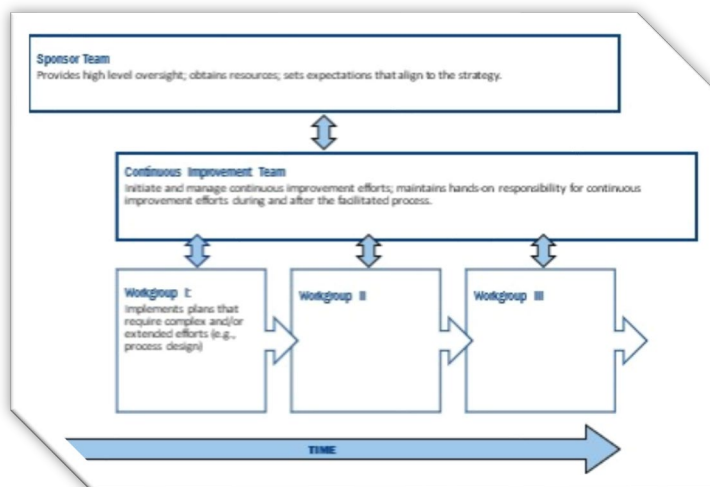 Sponsor Team
Provides high level oversight; obtains resources; sets expectations that align to the strategy.
Continuous Improvement Team
Initiate and manage continuous improvement efforts; maintains hands-on responsibility for continuous
improvement efforts during and after the facilitated process.
Workgroup I:
Implements plans that
require complex and/or
extended efforts (e.g.,
process design)
Workgroup II
Workgroup III
TIME